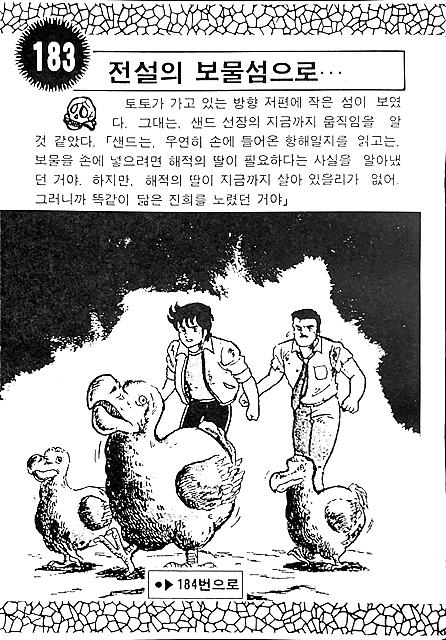 183
전설의 보물섬으로…
토토가 가고 있는 방향 저편에 작은 섬이 보였
다. 그대는, 샌드 선장의 지금까지 움직임을 알
것 같았다. 「샌드는, 우연히 손에 들어온 항해일지를 읽고는,
보물을 손에 넣으려면 해적의 딸이 필요하다는 사실을 알아냈
던 거야. 하지만, 해적의 딸이 지금까지 살아 있을리가 없어.
그러니까 똑같이 닮은 진희를 노렸던 거야」
●▶184번으로